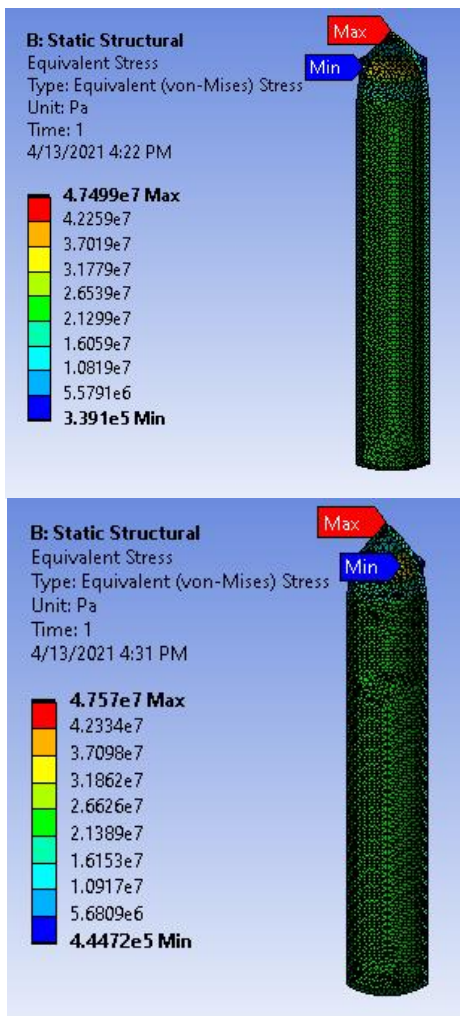 B: Static Structural
Equivalent Stress
Type: Equivalent (von-Mises) Stress
Unit: Pa
Time: 1
4/13/2021 4:22 PM
4.7499e7 Max
4.2259e7
3.7019e7
3.1779e7
2.6539e7
2.1299e7
1.6059e7
1.0819e7
5.5791e6
3.391e5 Min
Max
Min
B: Static Structural
Equivalent Stress
Type: Equivalent (von-Mises) Stress
Unit: Pa
Time: 1
4/13/2021 4:31 PM
4.757e7 Max
4.2334e7
3.7098e7
3.1862e7
2.6626e7
2.1389e7
1.6153e7
1.0917e7
5.6809e6
4.4472e5 Min
Max
Min